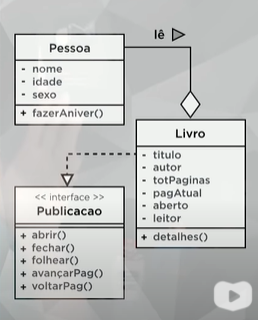 lê
Pessoa
- nome
- idade
- sexo
+ fazerAniver()
Livro
- titulo
- autor
- totPaginas
- pagAtual
- aberto
- leitor
+ detalhes()
<< interface >>
Publicacao
+ abrir()
+ fechar()
+ folhear()
+ avançarPag()
+ voltarPag()